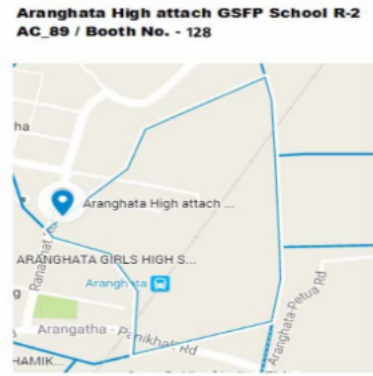 Aranghata High attach GSFP School R-2
AC_89 / Booth No. - 128
ha
Aranghata High attach ...
ARANGHATA GIRLS HIGH S...
Aranghata
g
Arangatha - Panikhali Rd
Aranghata-Petua Rd
HAMIK...